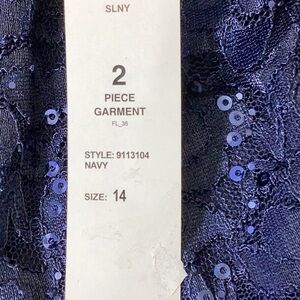 SLNY
2
PIECE
GARMENT
FL_36
STYLE: 9113104
NAVY
SIZE: 14